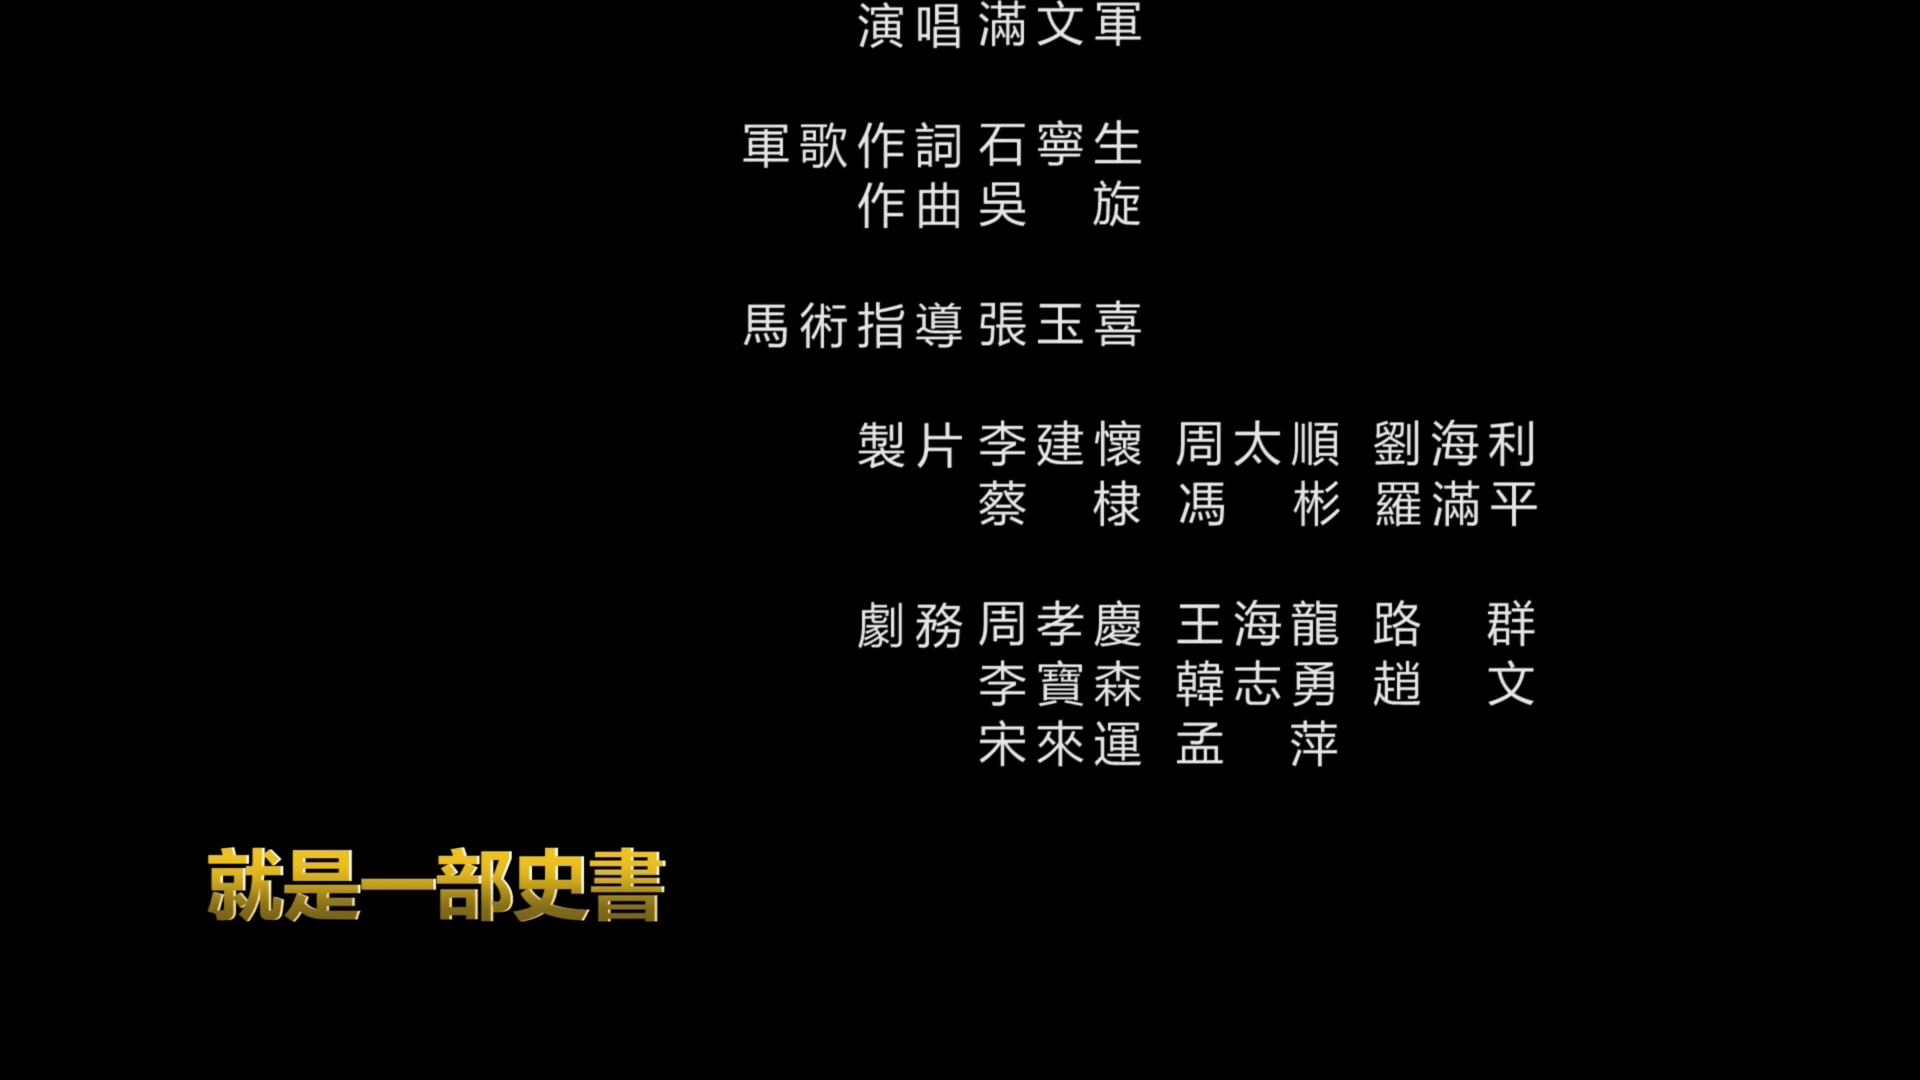 演唱 滿文軍
軍歌作詞 石寧生
作曲 吳 旋
馬術指導 張玉喜
製片 李建懷 周太順 劉海利
蔡 棣 馮 彬 羅滿平
劇務 周孝慶 王海龍 路 群
李寶森 韓志勇 趙 文
宋來運 孟 萍
就是一部史書